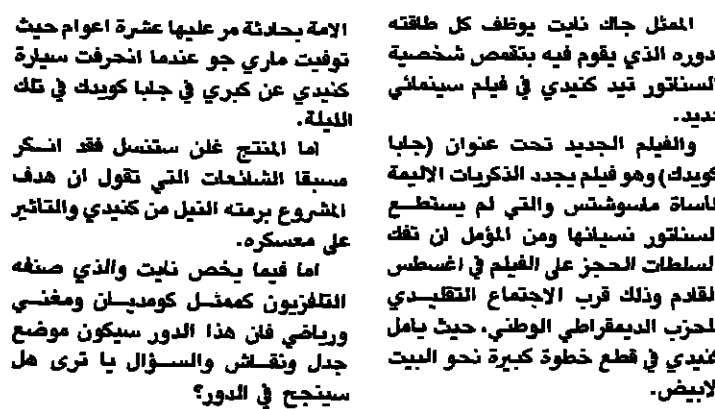 الممثل جاك نايت يوظف كل طاقته
لدوره الذي يقوم فيه بتقمص شخصية
السناتور تيد كنيدي في فيلم سينمائي
جديد.
والفيلم الجديد تحت عنوان (جلبا
كويدك) وهو فيلم يجدد الذكريات الاليمة
لماساة ماسوشتس والتي لم يستطع
السناتور نسيانها ومن المؤمل ان تفك
السلطات الحجز على الفيلم في اغسطس
القادم وذلك قرب الاجتماع التقليدي
للحزب الديمقراطي الوطني، حيث يامل
كنيدي في قطع خطوة كبيرة نحو البيت
الابيض.
الامة بحادثة مر عليها عشرة اعوام حيث
توفيت ماري جو عندما انحرفت سيارة
كنيدي عن كبري في جلبا كويدك في تلك
الليلة.
اما المنتج غلن ستنسل فقد انكر
مسبقا الشائعات التي تقول ان هدف
المشروع برمته النيل من كنيدي والتاثير
على معسكره.
اما فيما يخص نايت والذي صنفه
التلفزيون كممثل كوميديان ومغني
ورياضي فان هذا الدور سيكون موضع
جدل ونقاش والسؤال يا ترى هل
سينجح في الدور؟